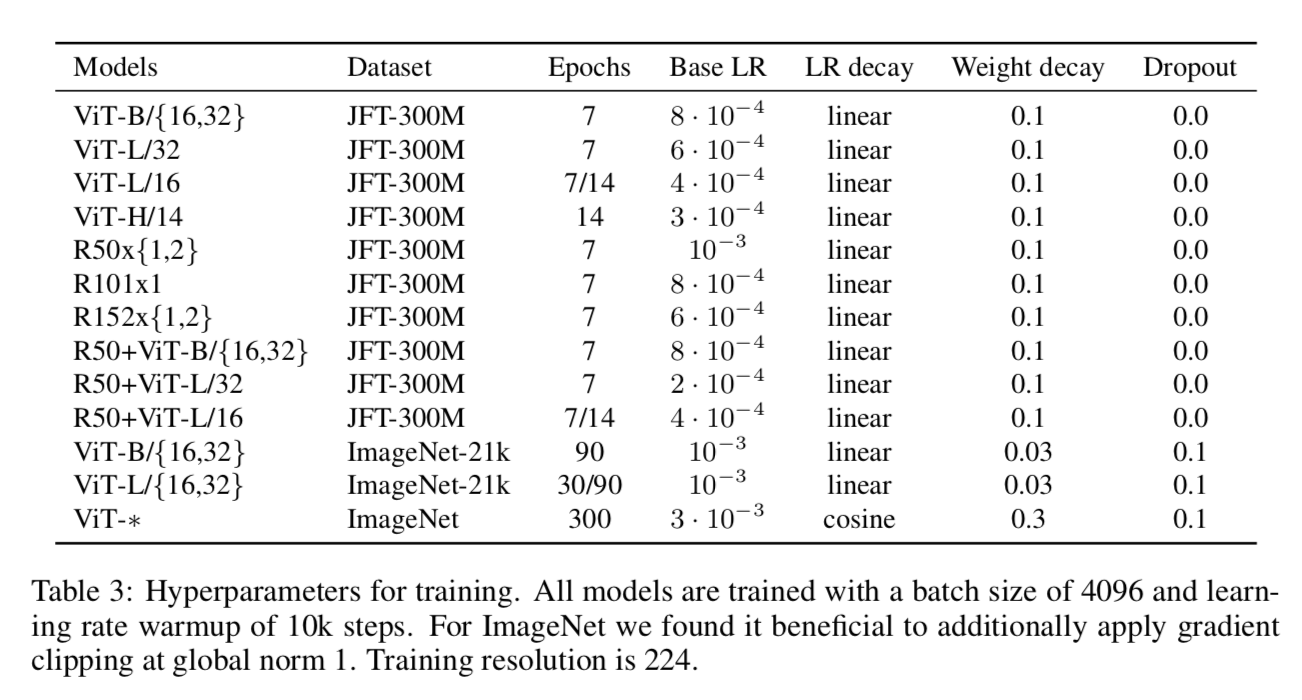 Models Dataset Epochs Base LR LR decay Weight decay Dropout
ViT-B/{16,32} JFT-300M 7 8 · 10⁻⁴ linear 0.1 0.0
ViT-L/32 JFT-300M 7 6 · 10⁻⁴ linear 0.1 0.0
ViT-L/16 JFT-300M 7/14 4 · 10⁻⁴ linear 0.1 0.0
ViT-H/14 JFT-300M 14 3 · 10⁻⁴ linear 0.1 0.0
R50x{1,2} JFT-300M 7 10⁻³ linear 0.1 0.0
R101x1 JFT-300M 7 8 · 10⁻⁴ linear 0.1 0.0
R152x{1,2} JFT-300M 7 6 · 10⁻⁴ linear 0.1 0.0
R50+ViT-B/{16,32} JFT-300M 7 8 · 10⁻⁴ linear 0.1 0.0
R50+ViT-L/32 JFT-300M 7 2 · 10⁻⁴ linear 0.1 0.0
R50+ViT-L/16 JFT-300M 7/14 4 · 10⁻⁴ linear 0.1 0.0
ViT-B/{16,32} ImageNet-21k 90 10⁻³ linear 0.03 0.1
ViT-L/{16,32} ImageNet-21k 30/90 10⁻³ linear 0.03 0.1
ViT-∗ ImageNet 300 3 · 10⁻³ cosine 0.3 0.1
Table 3: Hyperparameters for training. All models are trained with a batch size of 4096 and learn-
ing rate warmup of 10k steps. For ImageNet we found it beneficial to additionally apply gradient
clipping at global norm 1. Training resolution is 224.